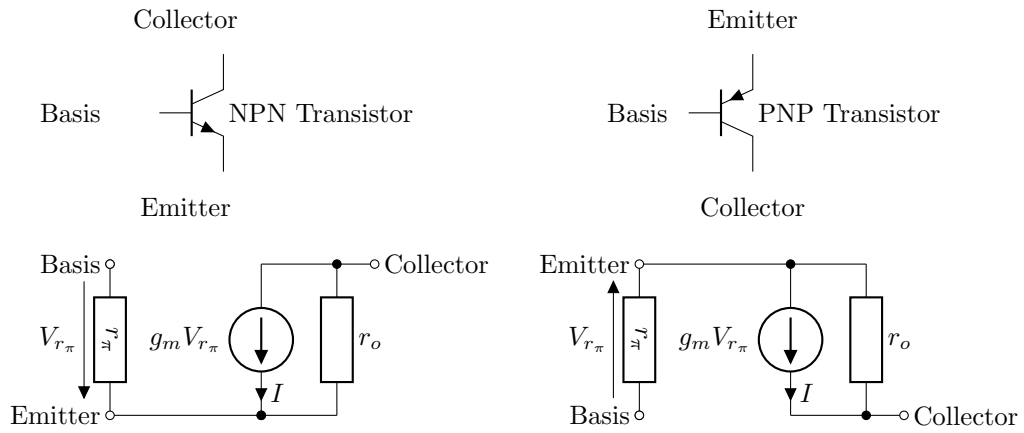 Collector
Emitter
Basis
NPN Transistor
Basis
PNP Transistor
Emitter
Collector
Basis
Collector
V_{r_π}
r_π
g_m V_{r_π}
r_o
I
Emitter
Emitter
V_{r_π}
r_π
g_m V_{r_π}
r_o
I
Basis
Collector